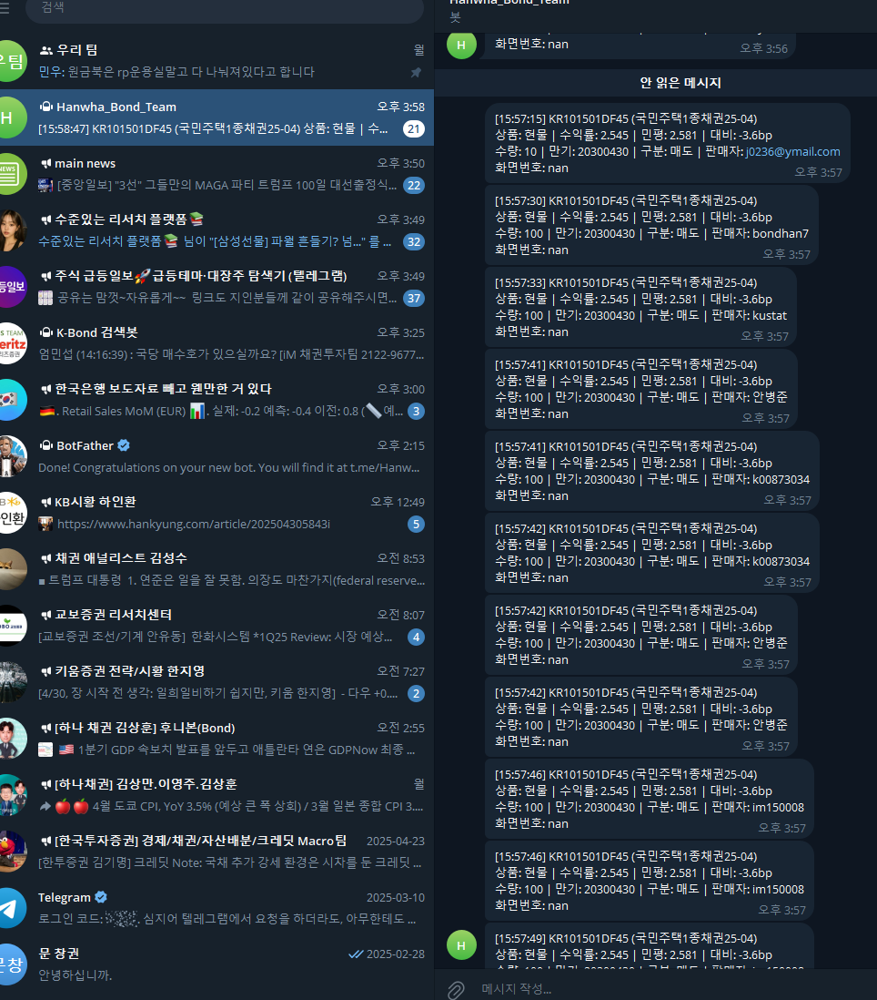 검색
우리 팀
월
민우: 원금북은 rp운용실말고 다 나눠져있다고 합니다
Hanwha_Bond_Team
오후 3:58
[15:58:47] KR101501DF45 (국민주택1종채권25-04) 상품: 현물 | 수...
21
main news
오후 3:50
[중앙일보] "3선" 그들만의 MAGA 파티 트럼프 100일 대선출정식...
22
수준있는 리서치 플랫폼
오후 3:49
수준있는 리서치 플랫폼 님이 "[삼성선물] 파월 흔들기? 넘..." 를 ...
32
주식 급등일보 급등테마·대장주 탐색기 (텔레그램)
오후 3:49
공유는 맘껏~자유롭게~~ 링크도 지인분들께 같이 공유해주시면...
37
K-Bond 검색봇
오후 3:25
엄민섭 (14:16:39) : 국당 매수호가 있으실까요? [iM 채권투자팀 2122-9677...
한국은행 보도자료 빼고 웬만한 거 있다
오후 3:00
. Retail Sales MoM (EUR) . 실제: -0.2 예측: -0.4 이전: 0.8 ( 예...
3
BotFather
오후 2:15
Done! Congratulations on your new bot. You will find it at t.me/Hanw...
KB시황 하인환
오후 12:49
https://www.hankyung.com/article/202504305843i
5
채권 애널리스트 김성수
오전 8:53
■ 트럼프 대통령 1. 연준은 일을 잘 못함. 의장도 마찬가지(federal reserve...
교보증권 리서치센터
오전 8:07
[교보증권 조선/기계 안유동] 한화시스템 *1Q25 Review: 시장 예상...
4
키움증권 전략/시황 한지영
오전 7:27
[4/30, 장 시작 전 생각: 일희일비하기 쉽지만, 키움 한지영] - 다우 +0....
2
[하나 채권 김상훈] 후니본(Bond)
오전 2:55
1분기 GDP 속보치 발표를 앞두고 애틀란타 연은 GDPNow 최종 ...
[하나채권] 김상만.이영주.김상훈
월
4월 도쿄 CPI, YoY 3.5% (예상 큰 폭 상회) / 3월 일본 종합 CPI 3....
[한국투자증권] 경제/채권/자산배분/크레딧 Macro팀
2025-04-23
[한투증권 김기명] 크레딧 Note: 국채 추가 강세 환경은 시차를 둔 크레딧 ...
Telegram
2025-03-10
로그인 코드: . 심지어 텔레그램에서 요청을 하더라도, 아무한테도 ...
문 창권
2025-02-28
안녕하십니까.
Hanwha_Bond_Team
봇
화면번호: nan
오후 3:56
안 읽은 메시지
[15:57:15] KR101501DF45 (국민주택1종채권25-04)
상품: 현물 | 수익률: 2.545 | 민평: 2.581 | 대비: -3.6bp
수량: 10 | 만기: 20300430 | 구분: 매도 | 판매자: j0236@ymail.com
화면번호: nan
오후 3:57
[15:57:30] KR101501DF45 (국민주택1종채권25-04)
상품: 현물 | 수익률: 2.545 | 민평: 2.581 | 대비: -3.6bp
수량: 100 | 만기: 20300430 | 구분: 매도 | 판매자: bondhan7
화면번호: nan
오후 3:57
[15:57:33] KR101501DF45 (국민주택1종채권25-04)
상품: 현물 | 수익률: 2.545 | 민평: 2.581 | 대비: -3.6bp
수량: 100 | 만기: 20300430 | 구분: 매도 | 판매자: kustat
화면번호: nan
오후 3:57
[15:57:41] KR101501DF45 (국민주택1종채권25-04)
상품: 현물 | 수익률: 2.545 | 민평: 2.581 | 대비: -3.6bp
수량: 100 | 만기: 20300430 | 구분: 매도 | 판매자: 안병준
화면번호: nan
오후 3:57
[15:57:41] KR101501DF45 (국민주택1종채권25-04)
상품: 현물 | 수익률: 2.545 | 민평: 2.581 | 대비: -3.6bp
수량: 100 | 만기: 20300430 | 구분: 매도 | 판매자: k00873034
화면번호: nan
오후 3:57
[15:57:42] KR101501DF45 (국민주택1종채권25-04)
상품: 현물 | 수익률: 2.545 | 민평: 2.581 | 대비: -3.6bp
수량: 100 | 만기: 20300430 | 구분: 매도 | 판매자: k00873034
화면번호: nan
오후 3:57
[15:57:42] KR101501DF45 (국민주택1종채권25-04)
상품: 현물 | 수익률: 2.545 | 민평: 2.581 | 대비: -3.6bp
수량: 100 | 만기: 20300430 | 구분: 매도 | 판매자: 안병준
화면번호: nan
오후 3:57
[15:57:42] KR101501DF45 (국민주택1종채권25-04)
상품: 현물 | 수익률: 2.545 | 민평: 2.581 | 대비: -3.6bp
수량: 100 | 만기: 20300430 | 구분: 매도 | 판매자: 안병준
화면번호: nan
오후 3:57
[15:57:46] KR101501DF45 (국민주택1종채권25-04)
상품: 현물 | 수익률: 2.545 | 민평: 2.581 | 대비: -3.6bp
수량: 100 | 만기: 20300430 | 구분: 매도 | 판매자: im150008
화면번호: nan
오후 3:57
[15:57:46] KR101501DF45 (국민주택1종채권25-04)
상품: 현물 | 수익률: 2.545 | 민평: 2.581 | 대비: -3.6bp
수량: 100 | 만기: 20300430 | 구분: 매도 | 판매자: im150008
화면번호: nan
오후 3:57
[15:57:49] KR101501DF45 (국민주택1종채권25-04)
상품: 현물 | 수익률: 2.545 | 민평: 2.581 | 대비: -3.6bp
수량: 100 | 만기: 20300430 | 구분: 매도 | 판매자: im150008
H
메시지 작성...